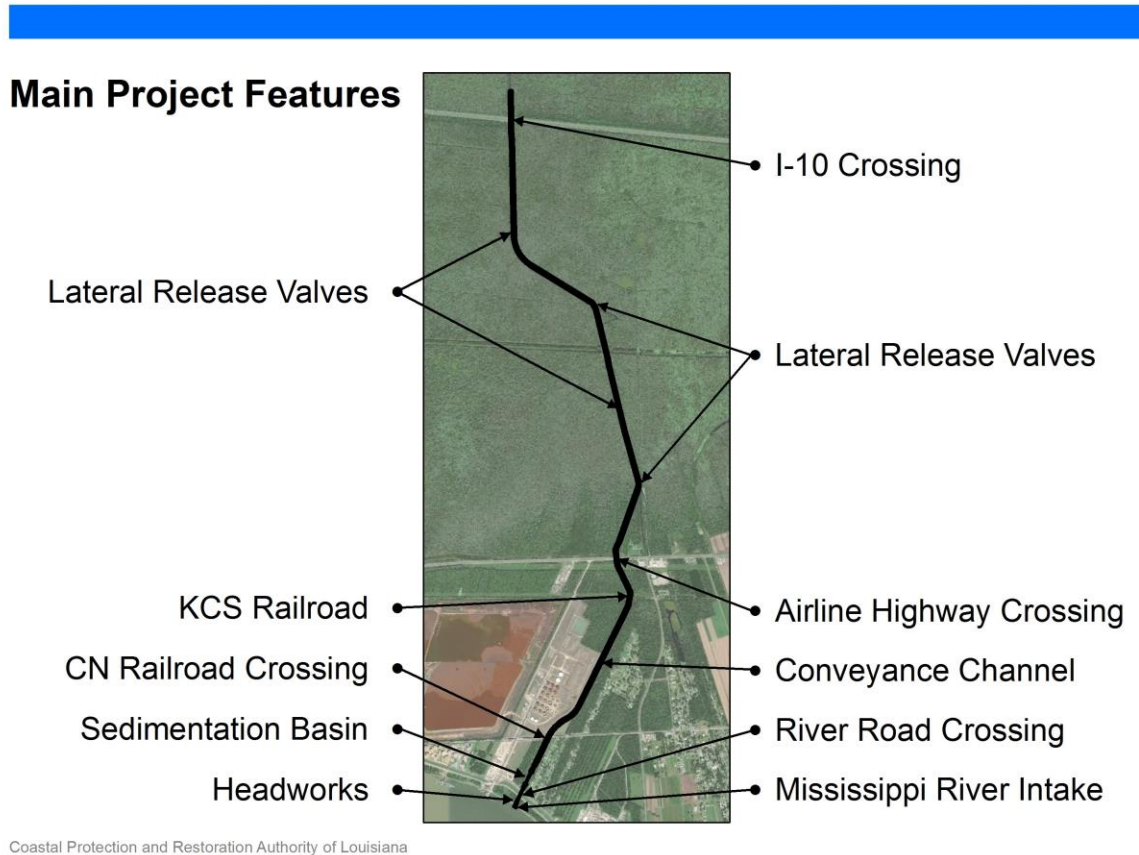 Main Project Features
I-10 Crossing
Lateral Release Valves
Lateral Release Valves
KCS Railroad
Airline Highway Crossing
CN Railroad Crossing
Conveyance Channel
Sedimentation Basin
River Road Crossing
Headworks
Mississippi River Intake
Coastal Protection and Restoration Authority of Louisiana